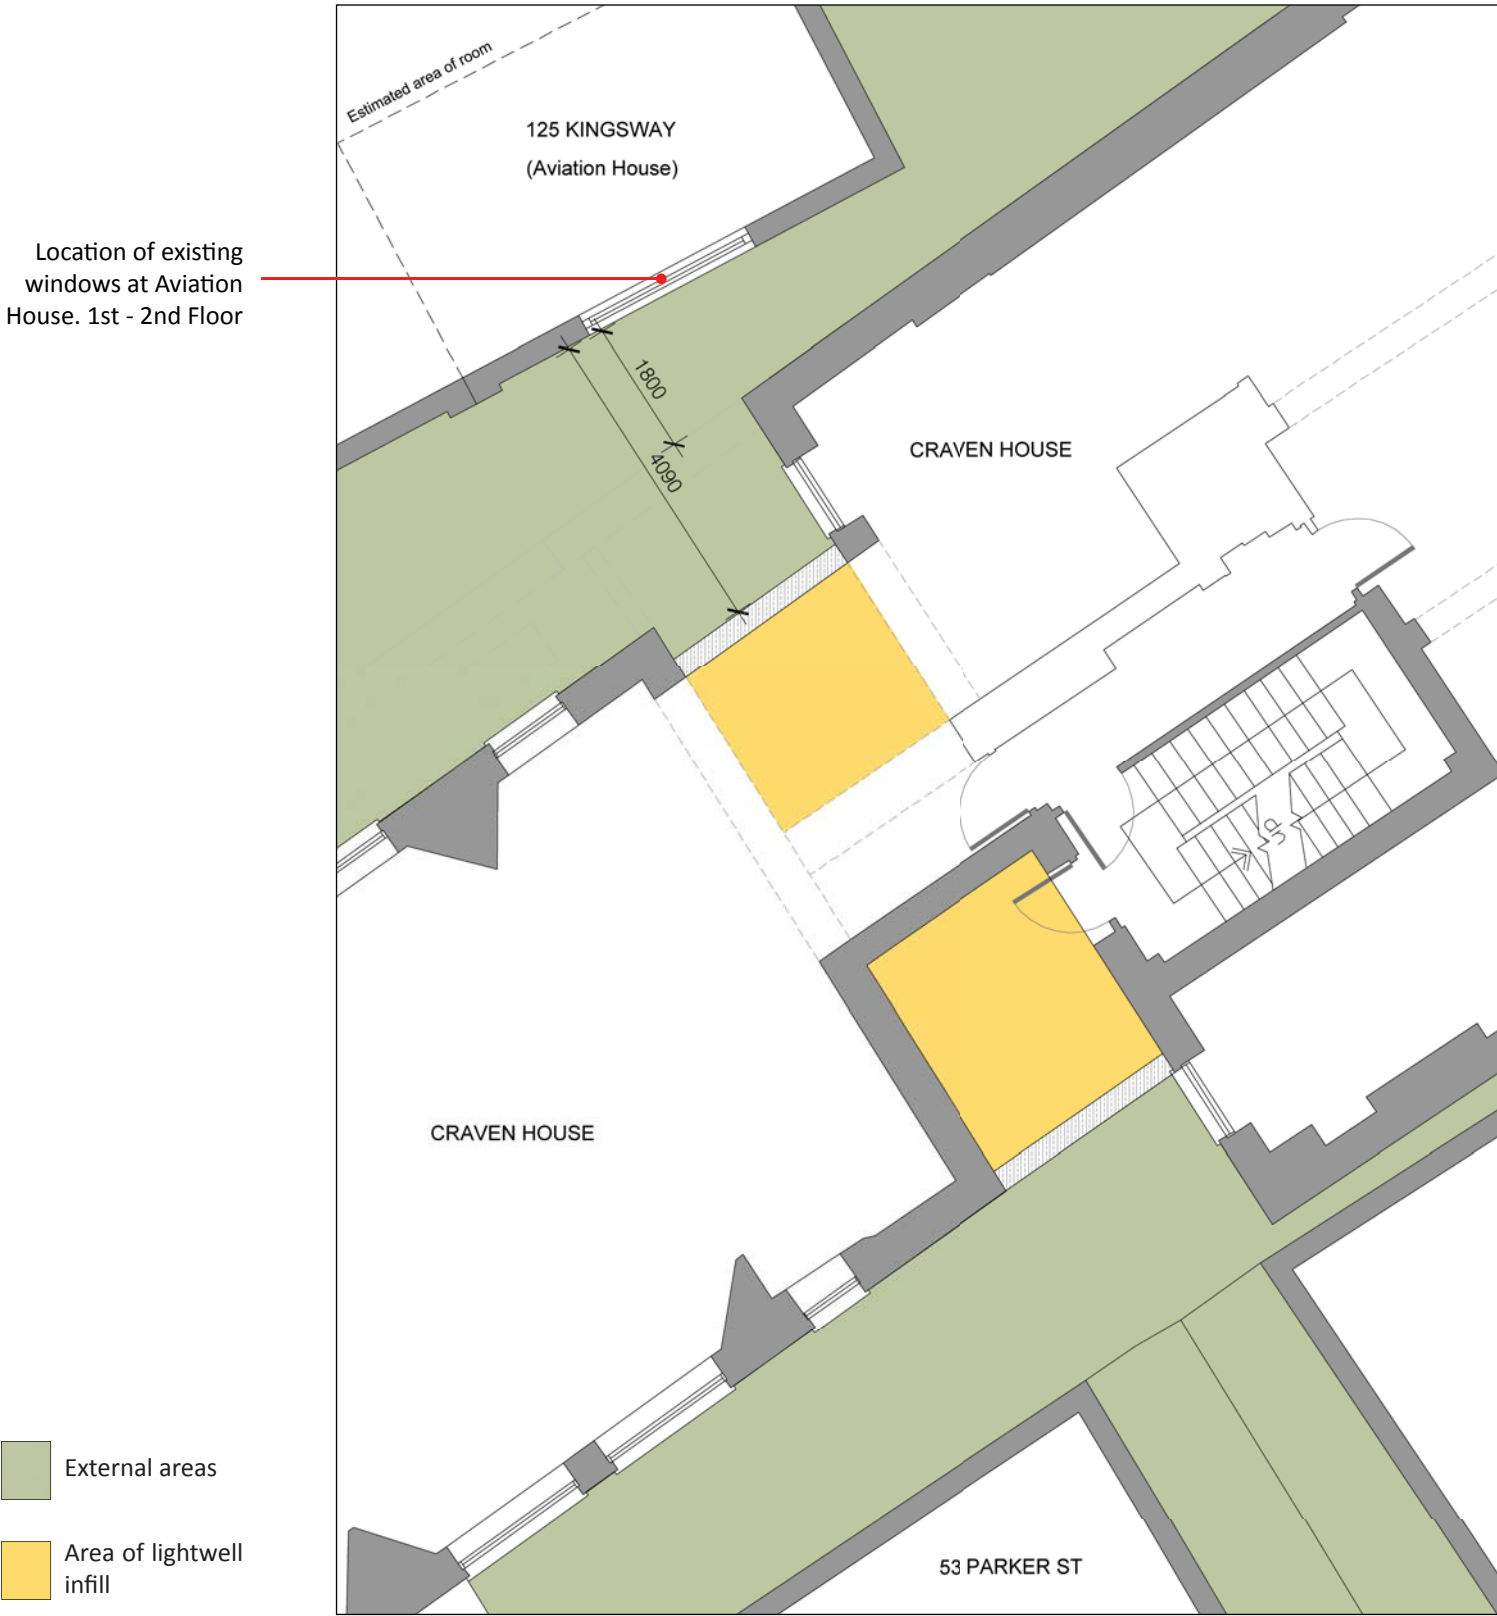 Estimated area of room
125 KINGSWAY
(Aviation House)
Location of existing
windows at Aviation
House. 1st - 2nd Floor
1800
4090
CRAVEN HOUSE
UP
CRAVEN HOUSE
External areas
Area of lightwell
infill
53 PARKER ST